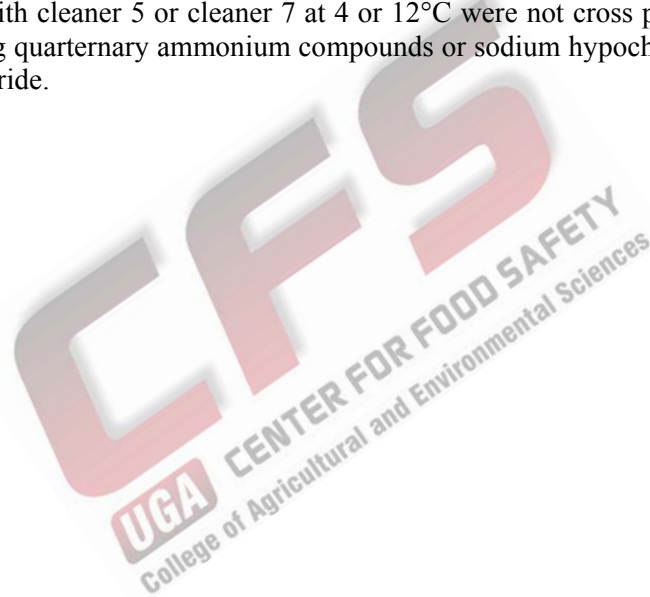 ith cleaner 5 or cleaner 7 at 4 or 12°C were not cross p
g quarternary ammonium compounds or sodium hypoch
ride.
CFS
CENTER FOR FOOD SAFETY
UGA College of Agricultural and Environmental Sciences